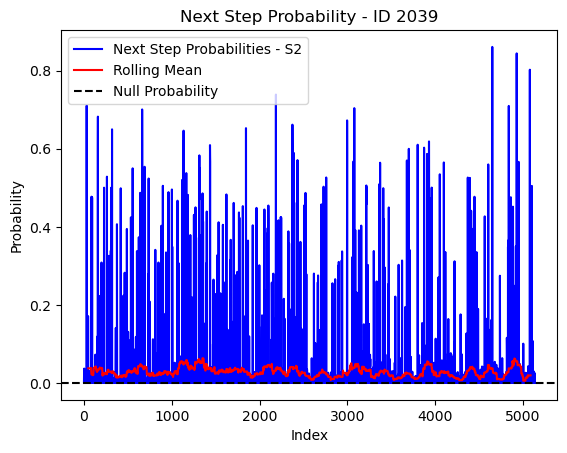 Next Step Probability - ID 2039
Next Step Probabilities - S2
Rolling Mean
Null Probability
Probability
0.8
0.6
0.4
0.2
0.0
0
1000
2000
3000
4000
5000
Index